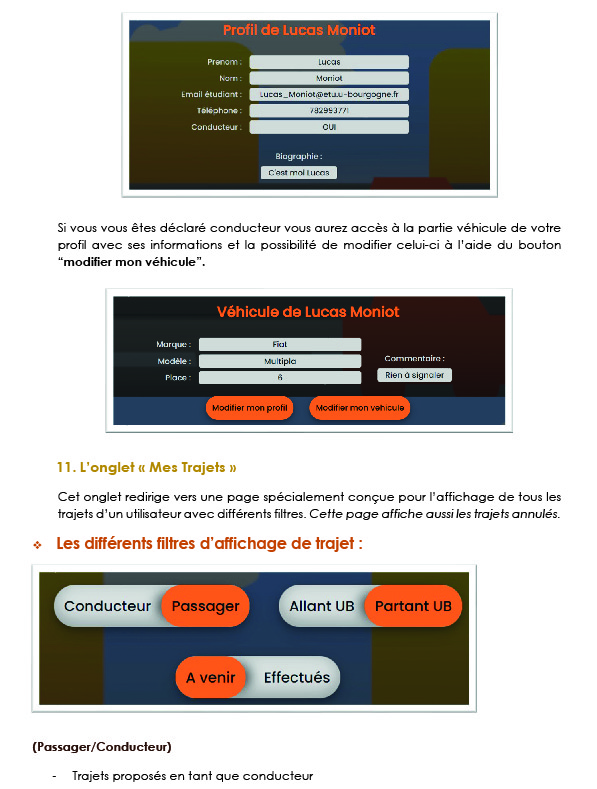 Profil de Lucas Moniot
Prenom : Lucas
Nom : Moniot
Email étudiant : Lucas_Moniot@etu.u-bourgogne.fr
Téléphone : 782993771
Conducteur : OUI
Biographie :
C'est moi Lucas
Si vous vous êtes déclaré conducteur vous aurez accès à la partie véhicule de votre
profil avec ses informations et la possibilité de modifier celui-ci à l’aide du bouton
“modifier mon véhicule”.
Véhicule de Lucas Moniot
Marque : Fiat
Modèle : Multipla
Place : 6
Commentaire :
Rien à signaler
Modifier mon profil Modifier mon vehicule
11. L’onglet « Mes Trajets »
Cet onglet redirige vers une page spécialement conçue pour l’affichage de tous les
trajets d’un utilisateur avec différents filtres. Cette page affiche aussi les trajets annulés.
❖ Les différents filtres d’affichage de trajet :
Conducteur Passager Allant UB Partant UB
A venir Effectués
(Passager/Conducteur)
- Trajets proposés en tant que conducteur